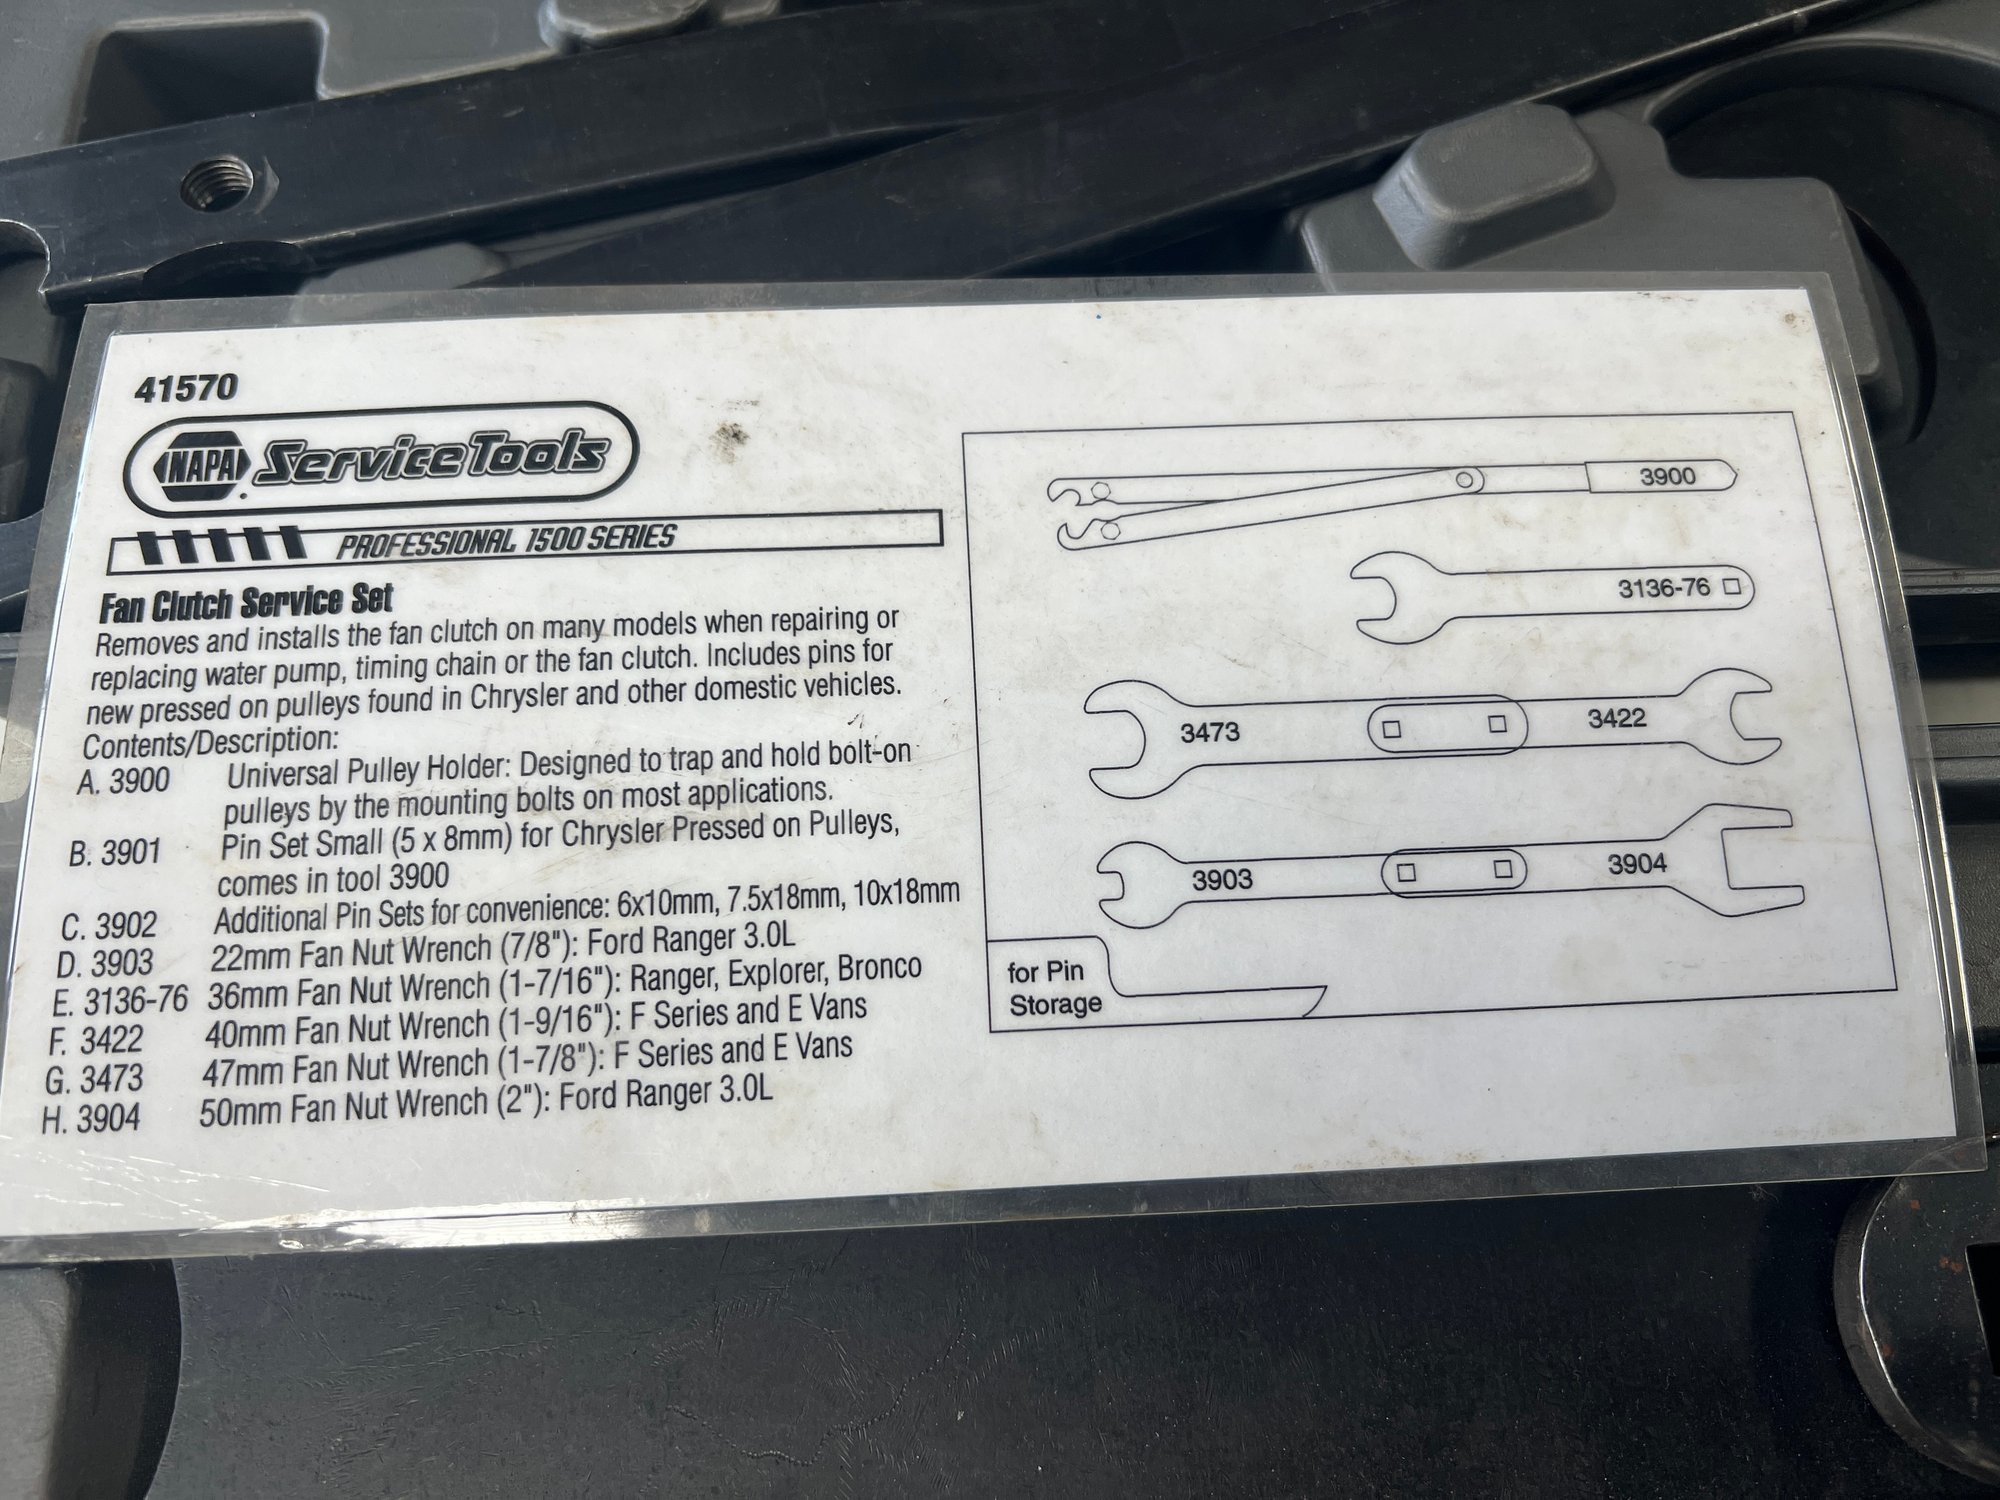 41570
NAPA ServiceTools
PROFESSIONAL 1500 SERIES
Fan Clutch Service Set
Removes and installs the fan clutch on many models when repairing or
replacing water pump, timing chain or the fan clutch. Includes pins for
new pressed on pulleys found in Chrysler and other domestic vehicles.
Contents/Description:
A. 3900 Universal Pulley Holder: Designed to trap and hold bolt-on
pulleys by the mounting bolts on most applications.
B. 3901 Pin Set Small (5 x 8mm) for Chrysler Pressed on Pulleys,
comes in tool 3900
C. 3902 Additional Pin Sets for convenience: 6x10mm, 7.5x18mm, 10x18mm
D. 3903 22mm Fan Nut Wrench (7/8"): Ford Ranger 3.0L
E. 3136-76 36mm Fan Nut Wrench (1-7/16"): Ranger, Explorer, Bronco
F. 3422 40mm Fan Nut Wrench (1-9/16"): F Series and E Vans
G. 3473 47mm Fan Nut Wrench (1-7/8"): F Series and E Vans
H. 3904 50mm Fan Nut Wrench (2"): Ford Ranger 3.0L
3900
3136-76
3473 3422
3903 3904
for Pin
Storage